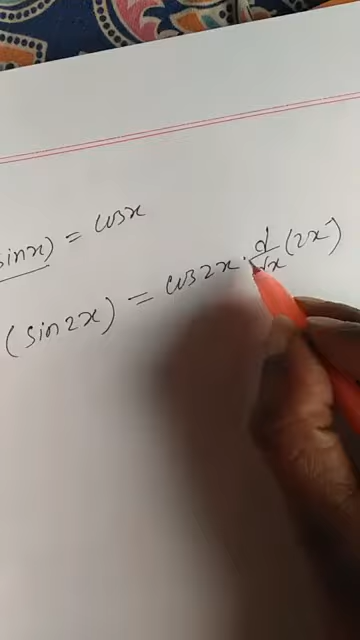 sinx) = cosx
(sin2x) = cos2x · d/dx (2x)